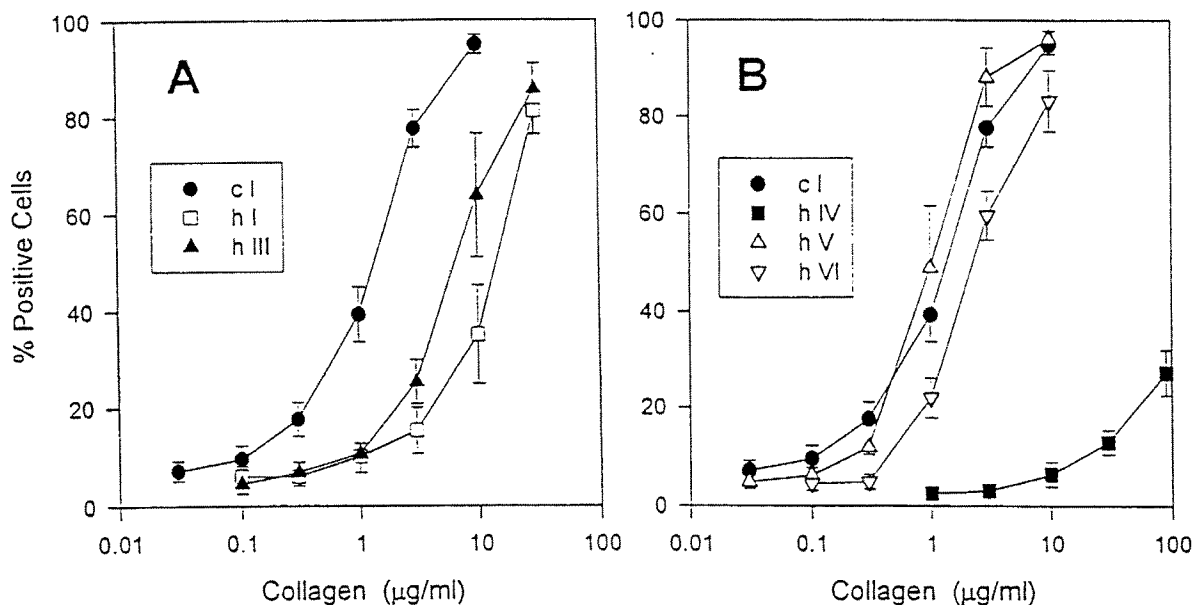 A
B
% Positive Cells
100
80
60
40
20
0
c I
h I
h III
0.01
0.1
1
10
100
Collagen (μg/ml)
100
80
60
40
20
0
c I
h IV
h V
h VI
0.01
0.1
1
10
100
Collagen (μg/ml)